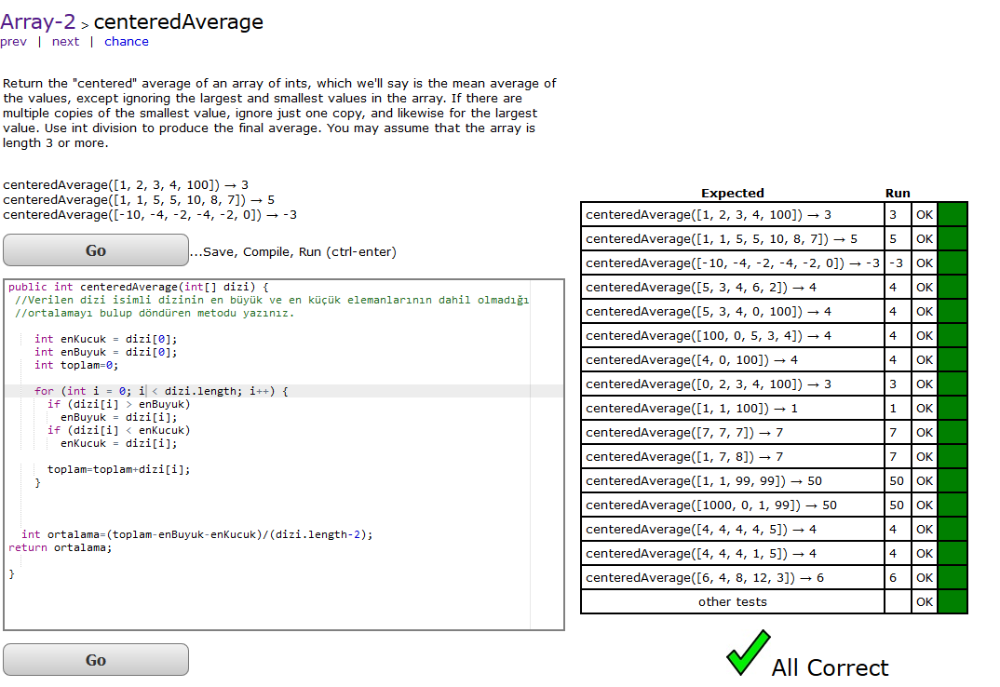 Array-2 > centeredAverage
prev | next | chance
Return the "centered" average of an array of ints, which we'll say is the mean average of
the values, except ignoring the largest and smallest values in the array. If there are
multiple copies of the smallest value, ignore just one copy, and likewise for the largest
value. Use int division to produce the final average. You may assume that the array is
length 3 or more.
centeredAverage([1, 2, 3, 4, 100]) → 3
centeredAverage([1, 1, 5, 5, 10, 8, 7]) → 5
centeredAverage([-10, -4, -2, -4, -2, 0]) → -3
Go ...Save, Compile, Run (ctrl-enter)
public int centeredAverage(int[] dizi) {
//Verilen dizi isimli dizinin en büyük ve en küçük elemanlarının dahil olmadığı
//ortalamayı bulup döndüren metodu yazınız.
int enKucuk = dizi[0];
int enBuyuk = dizi[0];
int toplam=0;
for (int i = 0; i < dizi.length; i++) {
if (dizi[i] > enBuyuk)
enBuyuk = dizi[i];
if (dizi[i] < enKucuk)
enKucuk = dizi[i];
toplam=toplam+dizi[i];
}
int ortalama=(toplam-enBuyuk-enKucuk)/(dizi.length-2);
return ortalama;
}
Go
Expected Run
centeredAverage([1, 2, 3, 4, 100]) → 3 3 OK
centeredAverage([1, 1, 5, 5, 10, 8, 7]) → 5 5 OK
centeredAverage([-10, -4, -2, -4, -2, 0]) → -3 -3 OK
centeredAverage([5, 3, 4, 6, 2]) → 4 4 OK
centeredAverage([5, 3, 4, 0, 100]) → 4 4 OK
centeredAverage([100, 0, 5, 3, 4]) → 4 4 OK
centeredAverage([4, 0, 100]) → 4 4 OK
centeredAverage([0, 2, 3, 4, 100]) → 3 3 OK
centeredAverage([1, 1, 100]) → 1 1 OK
centeredAverage([7, 7, 7]) → 7 7 OK
centeredAverage([1, 7, 8]) → 7 7 OK
centeredAverage([1, 1, 99, 99]) → 50 50 OK
centeredAverage([1000, 0, 1, 99]) → 50 50 OK
centeredAverage([4, 4, 4, 4, 5]) → 4 4 OK
centeredAverage([4, 4, 4, 1, 5]) → 4 4 OK
centeredAverage([6, 4, 8, 12, 3]) → 6 6 OK
other tests OK
All Correct